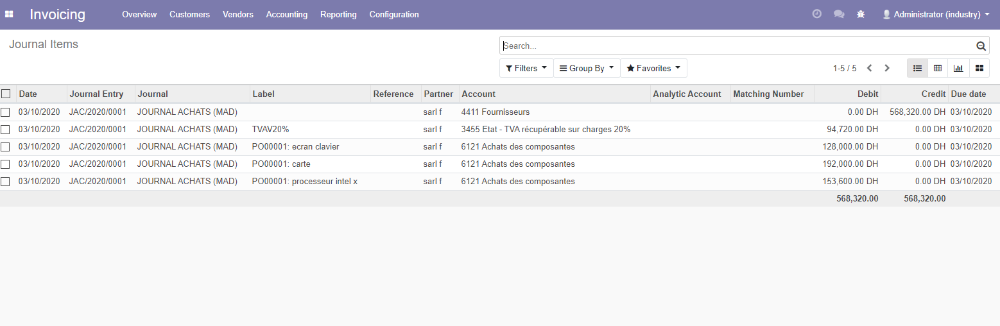 Invoicing Overview Customers Vendors Accounting Reporting Configuration Administrator (industry)
Journal Items
Search...
Filters Group By Favorites 1-5 / 5
Date Journal Entry Journal Label Reference Partner Account Analytic Account Matching Number Debit Credit Due date
03/10/2020 JAC/2020/0001 JOURNAL ACHATS (MAD) sarl f 4411 Fournisseurs 0.00 DH 568,320.00 DH 03/10/2020
03/10/2020 JAC/2020/0001 JOURNAL ACHATS (MAD) TVAV20% sarl f 3455 Etat - TVA récupérable sur charges 20% 94,720.00 DH 0.00 DH 03/10/2020
03/10/2020 JAC/2020/0001 JOURNAL ACHATS (MAD) PO00001: ecran clavier sarl f 6121 Achats des composantes 128,000.00 DH 0.00 DH 03/10/2020
03/10/2020 JAC/2020/0001 JOURNAL ACHATS (MAD) PO00001: carte sarl f 6121 Achats des composantes 192,000.00 DH 0.00 DH 03/10/2020
03/10/2020 JAC/2020/0001 JOURNAL ACHATS (MAD) PO00001: processeur intel x sarl f 6121 Achats des composantes 153,600.00 DH 0.00 DH 03/10/2020
568,320.00 568,320.00